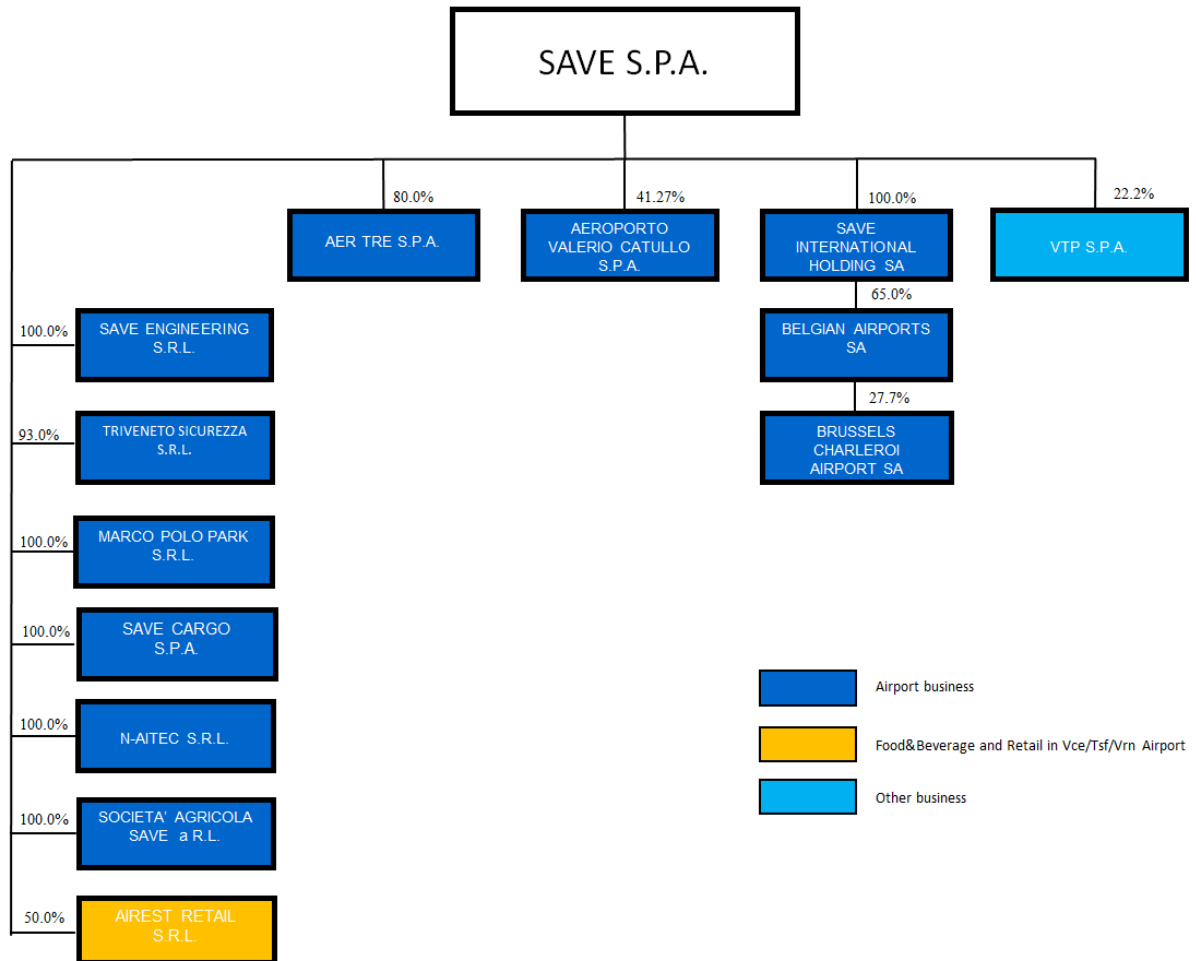 SAVE S.P.A.
80.0%
41.27%
100.0%
22.2%
AER TRE S.P.A.
AEROPORTO
VALERIO CATULLO
S.P.A.
SAVE
INTERNATIONAL
HOLDING SA
VTP S.P.A.
65.0%
BELGIAN AIRPORTS
SA
27.7%
BRUSSELS
CHARLEROI
AIRPORT SA
100.0%
SAVE ENGINEERING
S.R.L.
93.0%
TRIVENETO SICUREZZA
S.R.L.
100.0%
MARCO POLO PARK
S.R.L.
100.0%
SAVE CARGO
S.P.A.
100.0%
N-AITEC S.R.L.
100.0%
SOCIETA' AGRICOLA
SAVE a R.L.
50.0%
AIREST RETAIL
S.R.L.
Airport business
Food&Beverage and Retail in Vce/Tsf/Vrn Airport
Other business